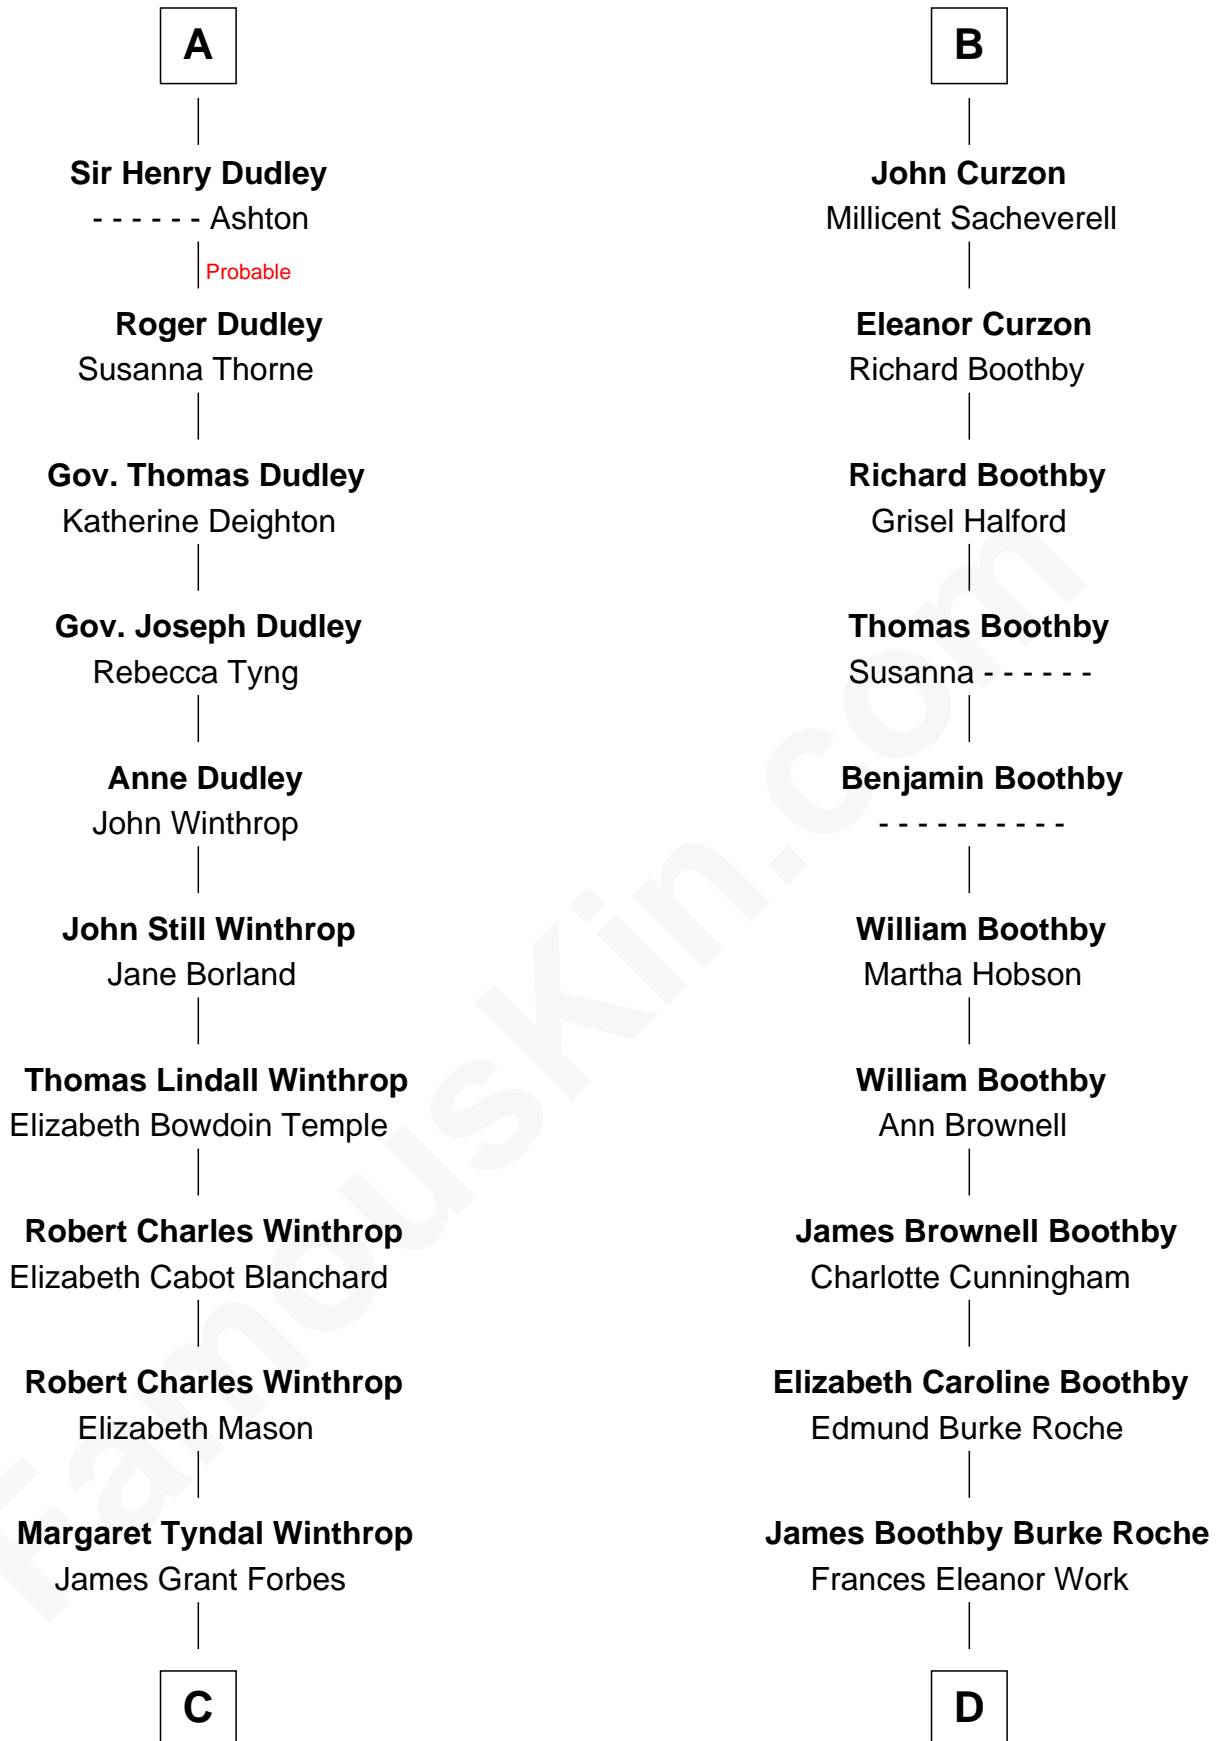 A
Sir Henry Dudley
- - - - - - Ashton
Probable
Roger Dudley
Susanna Thorne
Gov. Thomas Dudley
Katherine Deighton
Gov. Joseph Dudley
Rebecca Tyng
Anne Dudley
John Winthrop
John Still Winthrop
Jane Borland
Thomas Lindall Winthrop
Elizabeth Bowdoin Temple
Robert Charles Winthrop
Elizabeth Cabot Blanchard
Robert Charles Winthrop
Elizabeth Mason
Margaret Tyndal Winthrop
James Grant Forbes
C
B
John Curzon
Millicent Sacheverell
Eleanor Curzon
Richard Boothby
Richard Boothby
Grisel Halford
Thomas Boothby
Susanna - - - - - -
Benjamin Boothby
- - - - - - - - - -
William Boothby
Martha Hobson
William Boothby
Ann Brownell
James Brownell Boothby
Charlotte Cunningham
Elizabeth Caroline Boothby
Edmund Burke Roche
James Boothby Burke Roche
Frances Eleanor Work
D
FamousKin.com